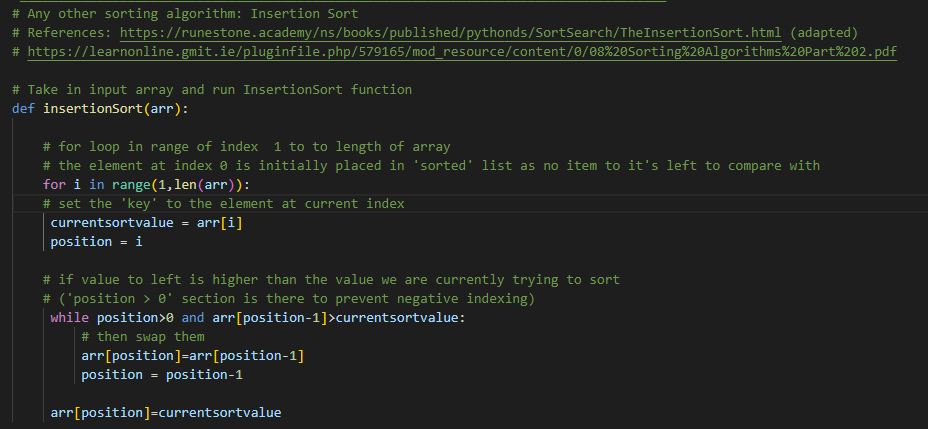 # Any other sorting algorithm: Insertion Sort
# References: https://runestone.academy/ns/books/published/pythonds/SortSearch/TheInsertionSort.html (adapted)
# https://learnonline.gmit.ie/pluginfile.php/579165/mod_resource/content/0/08%20Sorting%20Algorithms%20Part%202.pdf
# Take in input array and run InsertionSort function
def insertionSort(arr):
# for loop in range of index  1 to to length of array
# the element at index 0 is initially placed in 'sorted' list as no item to it's left to compare with
for i in range(1,len(arr)):
# set the 'key' to the element at current index
currentsortvalue = arr[i]
position = i
# if value to left is higher than the value we are currently trying to sort
# ('position > 0' section is there to prevent negative indexing)
while position>0 and arr[position-1]>currentsortvalue:
# then swap them
arr[position]=arr[position-1]
position = position-1
arr[position]=currentsortvalue